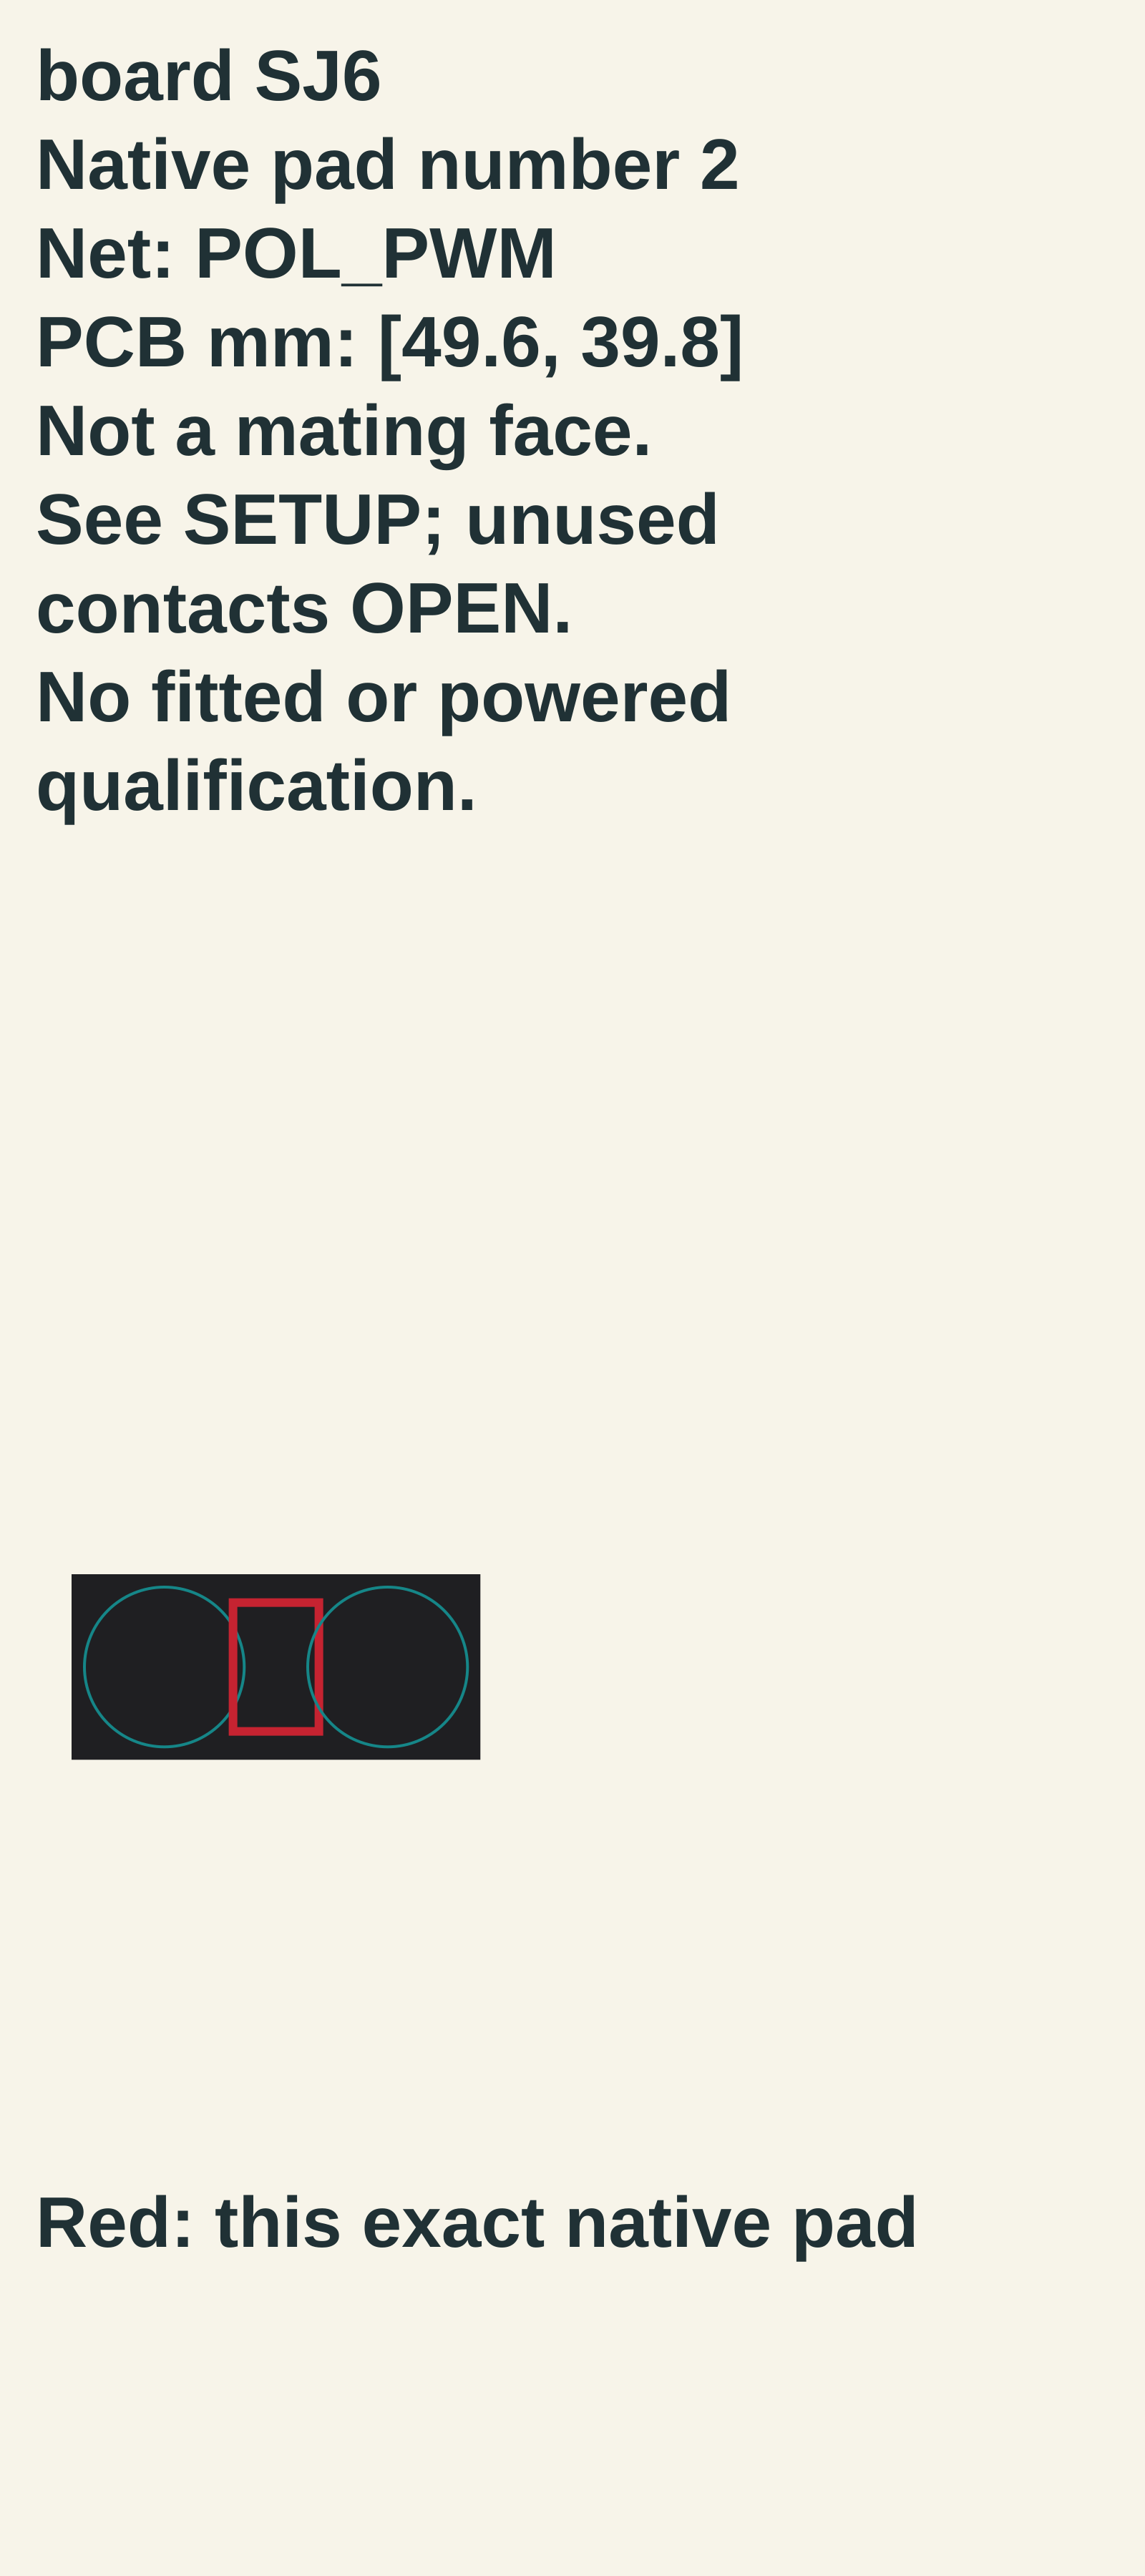 board SJ6
Native pad number 2
Net: POL_PWM
PCB mm: [49.6, 39.8]
Not a mating face.
See SETUP; unused
contacts OPEN.
No fitted or powered
qualification.
Red: this exact native pad